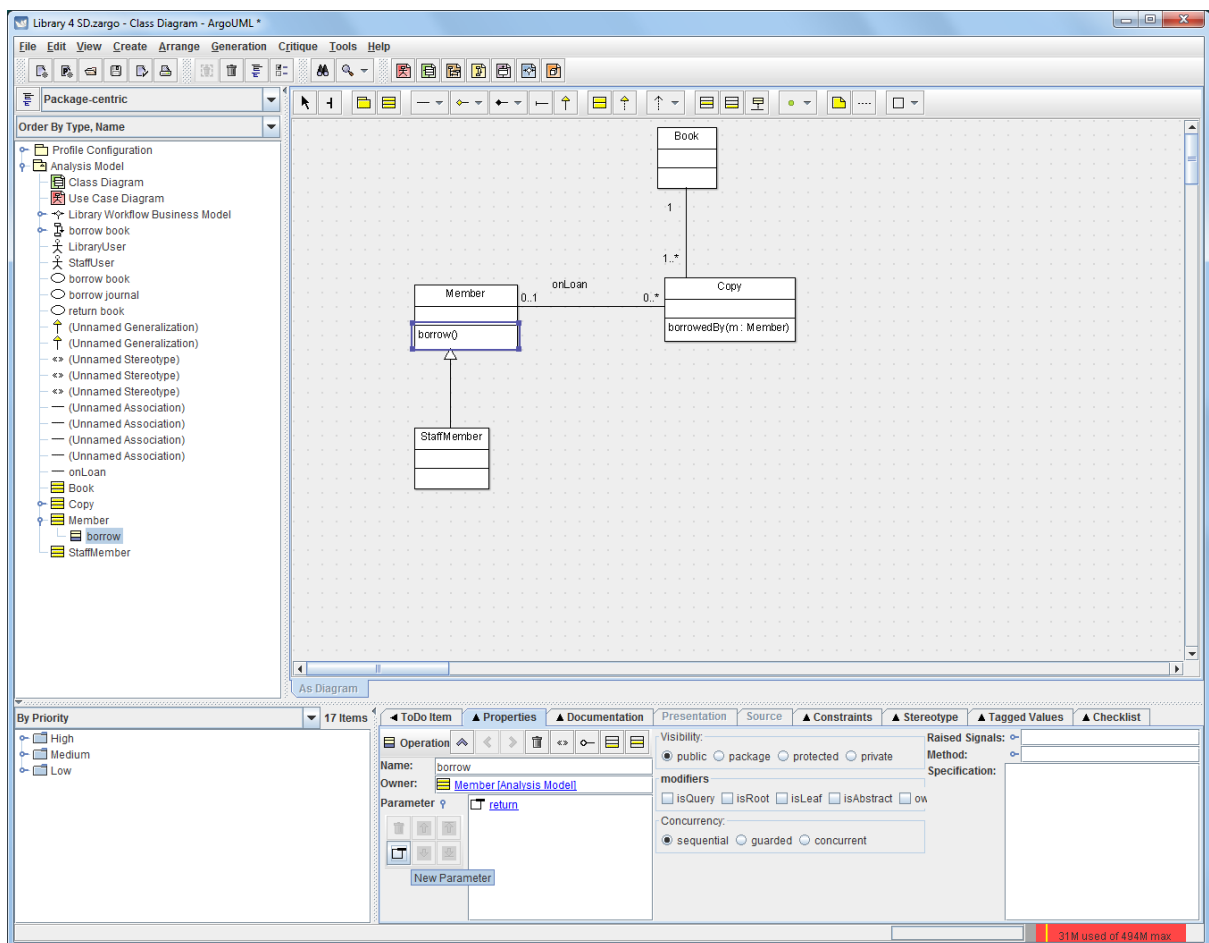 Library 4 SD.zargo - Class Diagram - ArgoUML *
File Edit View Create Arrange Generation Critique Tools Help
Package-centric
Order By Type, Name
Profile Configuration
Analysis Model
Class Diagram
Use Case Diagram
Library Workflow Business Model
borrow book
LibraryUser
StaffUser
borrow book
borrow journal
return book
(Unnamed Generalization)
(Unnamed Generalization)
«» (Unnamed Stereotype)
«» (Unnamed Stereotype)
«» (Unnamed Stereotype)
(Unnamed Association)
(Unnamed Association)
(Unnamed Association)
(Unnamed Association)
onLoan
Book
Copy
Member
borrow
StaffMember
Book
1
1..*
Member
0..1
onLoan
0..*
Copy
borrow()
borrowedBy(m : Member)
StaffMember
As Diagram
By Priority
17 Items
High
Medium
Low
ToDo Item Properties Documentation Presentation Source Constraints Stereotype Tagged Values Checklist
Operation
Name: borrow
Owner: Member [Analysis Model]
Parameter
return
New Parameter
Visibility:
public package protected private
modifiers
isQuery isRoot isLeaf isAbstract ow
Concurrency:
sequential guarded concurrent
Raised Signals:
Method:
Specification:
31M used of 494M max